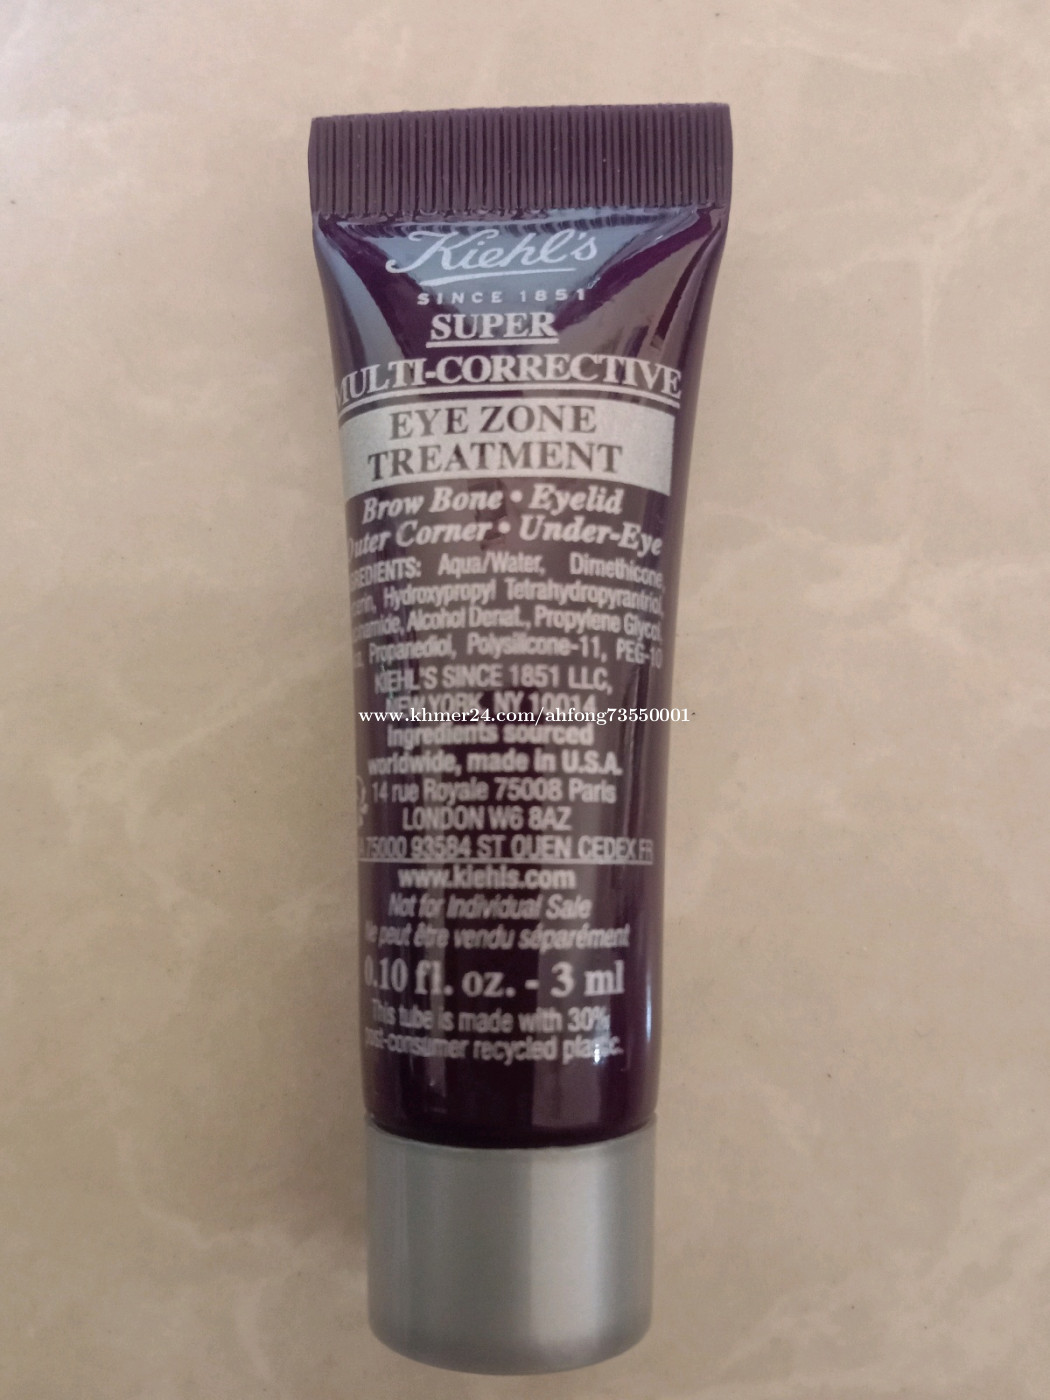 Kiehl's
SINCE 1851
SUPER
MULTI-CORRECTIVE
EYE ZONE
TREATMENT
Brow Bone • Eyelid
Outer Corner • Under-Eye
INGREDIENTS: Aqua/Water, Dimethicone,
Hydroxypropyl Tetrahydropyrantriol,
Alcohol Denat., Propylene Glycol,
Propanediol, Polysilicone-11, PEG-10
KIEHL'S SINCE 1851 LLC,
NEW YORK, NY 10014
www.khmer24.com/ahfong73550001
Ingredients sourced
worldwide, made in U.S.A.
14 rue Royale 75008 Paris
LONDON W6 8AZ
75000 93584 ST OUEN CEDEX FR
www.kiehls.com
Not for Individual Sale
Ne peut être vendu séparément
0.10 fl. oz. - 3 ml
This tube is made with 30%
post-consumer recycled plastic.